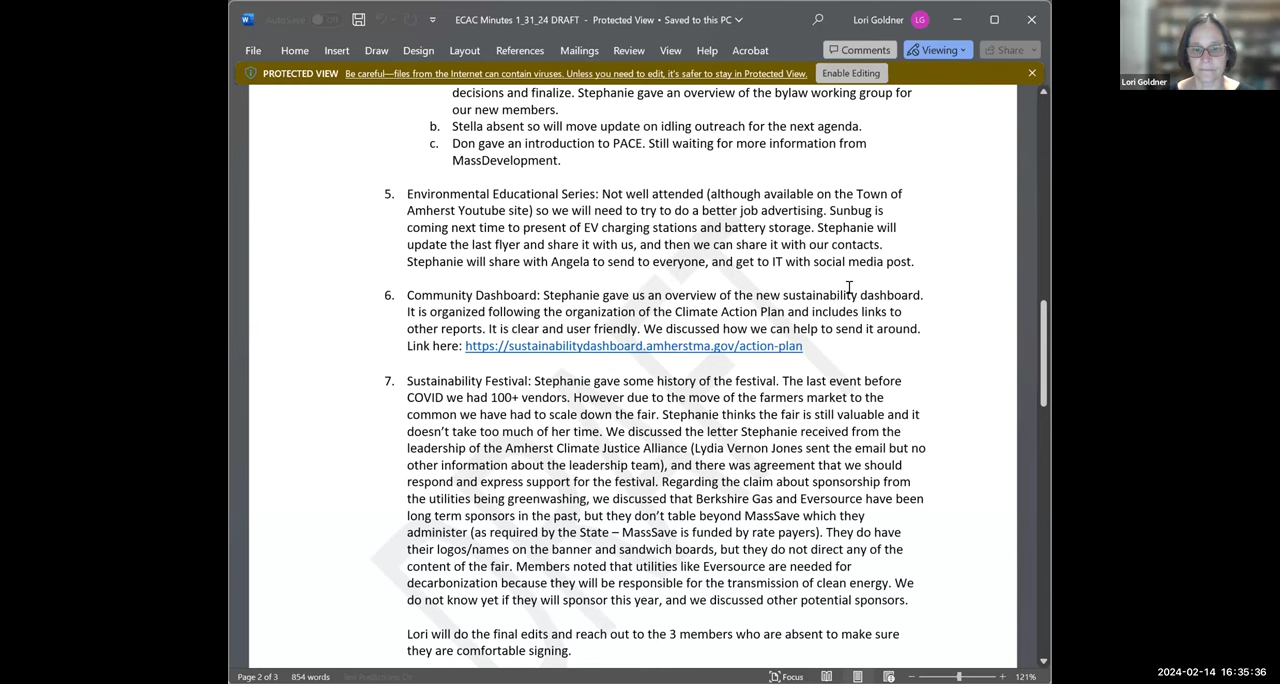 AutoSave Off
ECAC Minutes 1_31_24 DRAFT - Protected View • Saved to this PC
Lori Goldner LG
File Home Insert Draw Design Layout References Mailings Review View Help Acrobat Comments Viewing Share
PROTECTED VIEW Be careful—files from the Internet can contain viruses. Unless you need to edit, it's safer to stay in Protected View. Enable Editing
Lori Goldner
decisions and finalize. Stephanie gave an overview of the bylaw working group for
our new members.
b. Stella absent so will move update on idling outreach for the next agenda.
c. Don gave an introduction to PACE. Still waiting for more information from
MassDevelopment.
5. Environmental Educational Series: Not well attended (although available on the Town of
Amherst Youtube site) so we will need to try to do a better job advertising. Sunbug is
coming next time to present of EV charging stations and battery storage. Stephanie will
update the last flyer and share it with us, and then we can share it with our contacts.
Stephanie will share with Angela to send to everyone, and get to IT with social media post.
6. Community Dashboard: Stephanie gave us an overview of the new sustainability dashboard.
It is organized following the organization of the Climate Action Plan and includes links to
other reports. It is clear and user friendly. We discussed how we can help to send it around.
Link here: https://sustainabilitydashboard.amherstma.gov/action-plan
7. Sustainability Festival: Stephanie gave some history of the festival. The last event before
COVID we had 100+ vendors. However due to the move of the farmers market to the
common we have had to scale down the fair. Stephanie thinks the fair is still valuable and it
doesn't take too much of her time. We discussed the letter Stephanie received from the
leadership of the Amherst Climate Justice Alliance (Lydia Vernon Jones sent the email but no
other information about the leadership team), and there was agreement that we should
respond and express support for the festival. Regarding the claim about sponsorship from
the utilities being greenwashing, we discussed that Berkshire Gas and Eversource have been
long term sponsors in the past, but they don't table beyond MassSave which they
administer (as required by the State – MassSave is funded by rate payers). They do have
their logos/names on the banner and sandwich boards, but they do not direct any of the
content of the fair. Members noted that utilities like Eversource are needed for
decarbonization because they will be responsible for the transmission of clean energy. We
do not know yet if they will sponsor this year, and we discussed other potential sponsors.
Lori will do the final edits and reach out to the 3 members who are absent to make sure
they are comfortable signing.
DRAFT
Page 2 of 3 854 words Text Predictions: On Focus 121%
2024-02-14 16:35:36